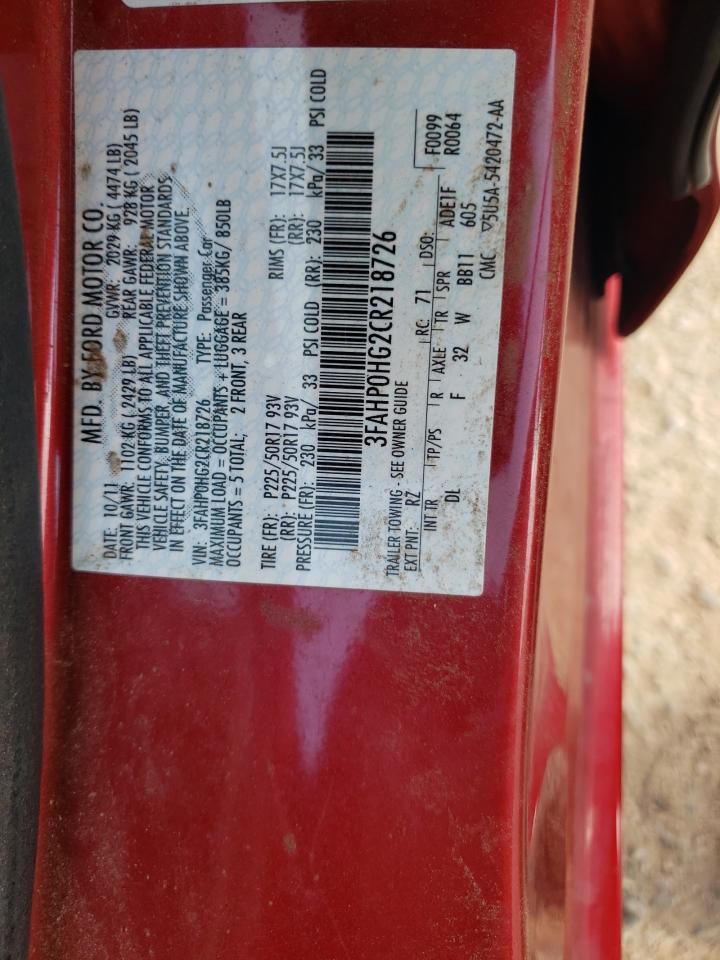 MFD. BY FORD MOTOR CO.
DATE: 10/11 GVWR: 2029 KG ( 4474 LB)
FRONT GAWR: 1102 KG ( 2429 LB) REAR GAWR: 928 KG ( 2045 LB)
THIS VEHICLE CONFORMS TO ALL APPLICABLE FEDERAL MOTOR
VEHICLE SAFETY, BUMPER, AND THEFT PREVENTION STANDARDS
IN EFFECT ON THE DATE OF MANUFACTURE SHOWN ABOVE.
VIN: 3FAHP0HG2CR218726 TYPE: Passenger Car
MAXIMUM LOAD = OCCUPANTS + LUGGAGE = 385KG/ 850LB
OCCUPANTS = 5 TOTAL; 2 FRONT, 3 REAR
TIRE (FR): P225/50R17 93V RIMS (FR): 17X7.5J
(RR): P225/50R17 93V (RR): 17X7.5J
PRESSURE (FR): 230 kPa/ 33 PSI COLD (RR): 230 kPa/ 33 PSI COLD
3FAHP0HG2CR218726
TRAILER TOWING - SEE OWNER GUIDE F0099
R0064
EXT PNT: RZ RC: 71 DSO:
INT TR TP/PS R AXLE TR SPR ADE1F
DL F 32 W BB11 605
CMC ▽5U5A-5420472-AA